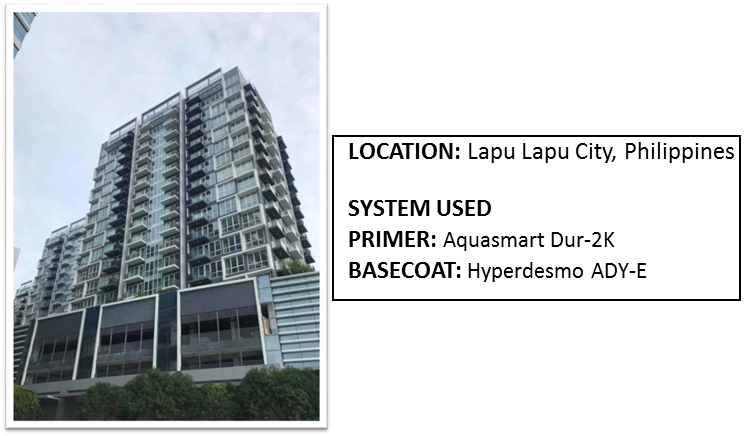 LOCATION: Lapu Lapu City, Philippines
SYSTEM USED
PRIMER: Aquasmart Dur-2K
BASECOAT: Hyperdesmo ADY-E